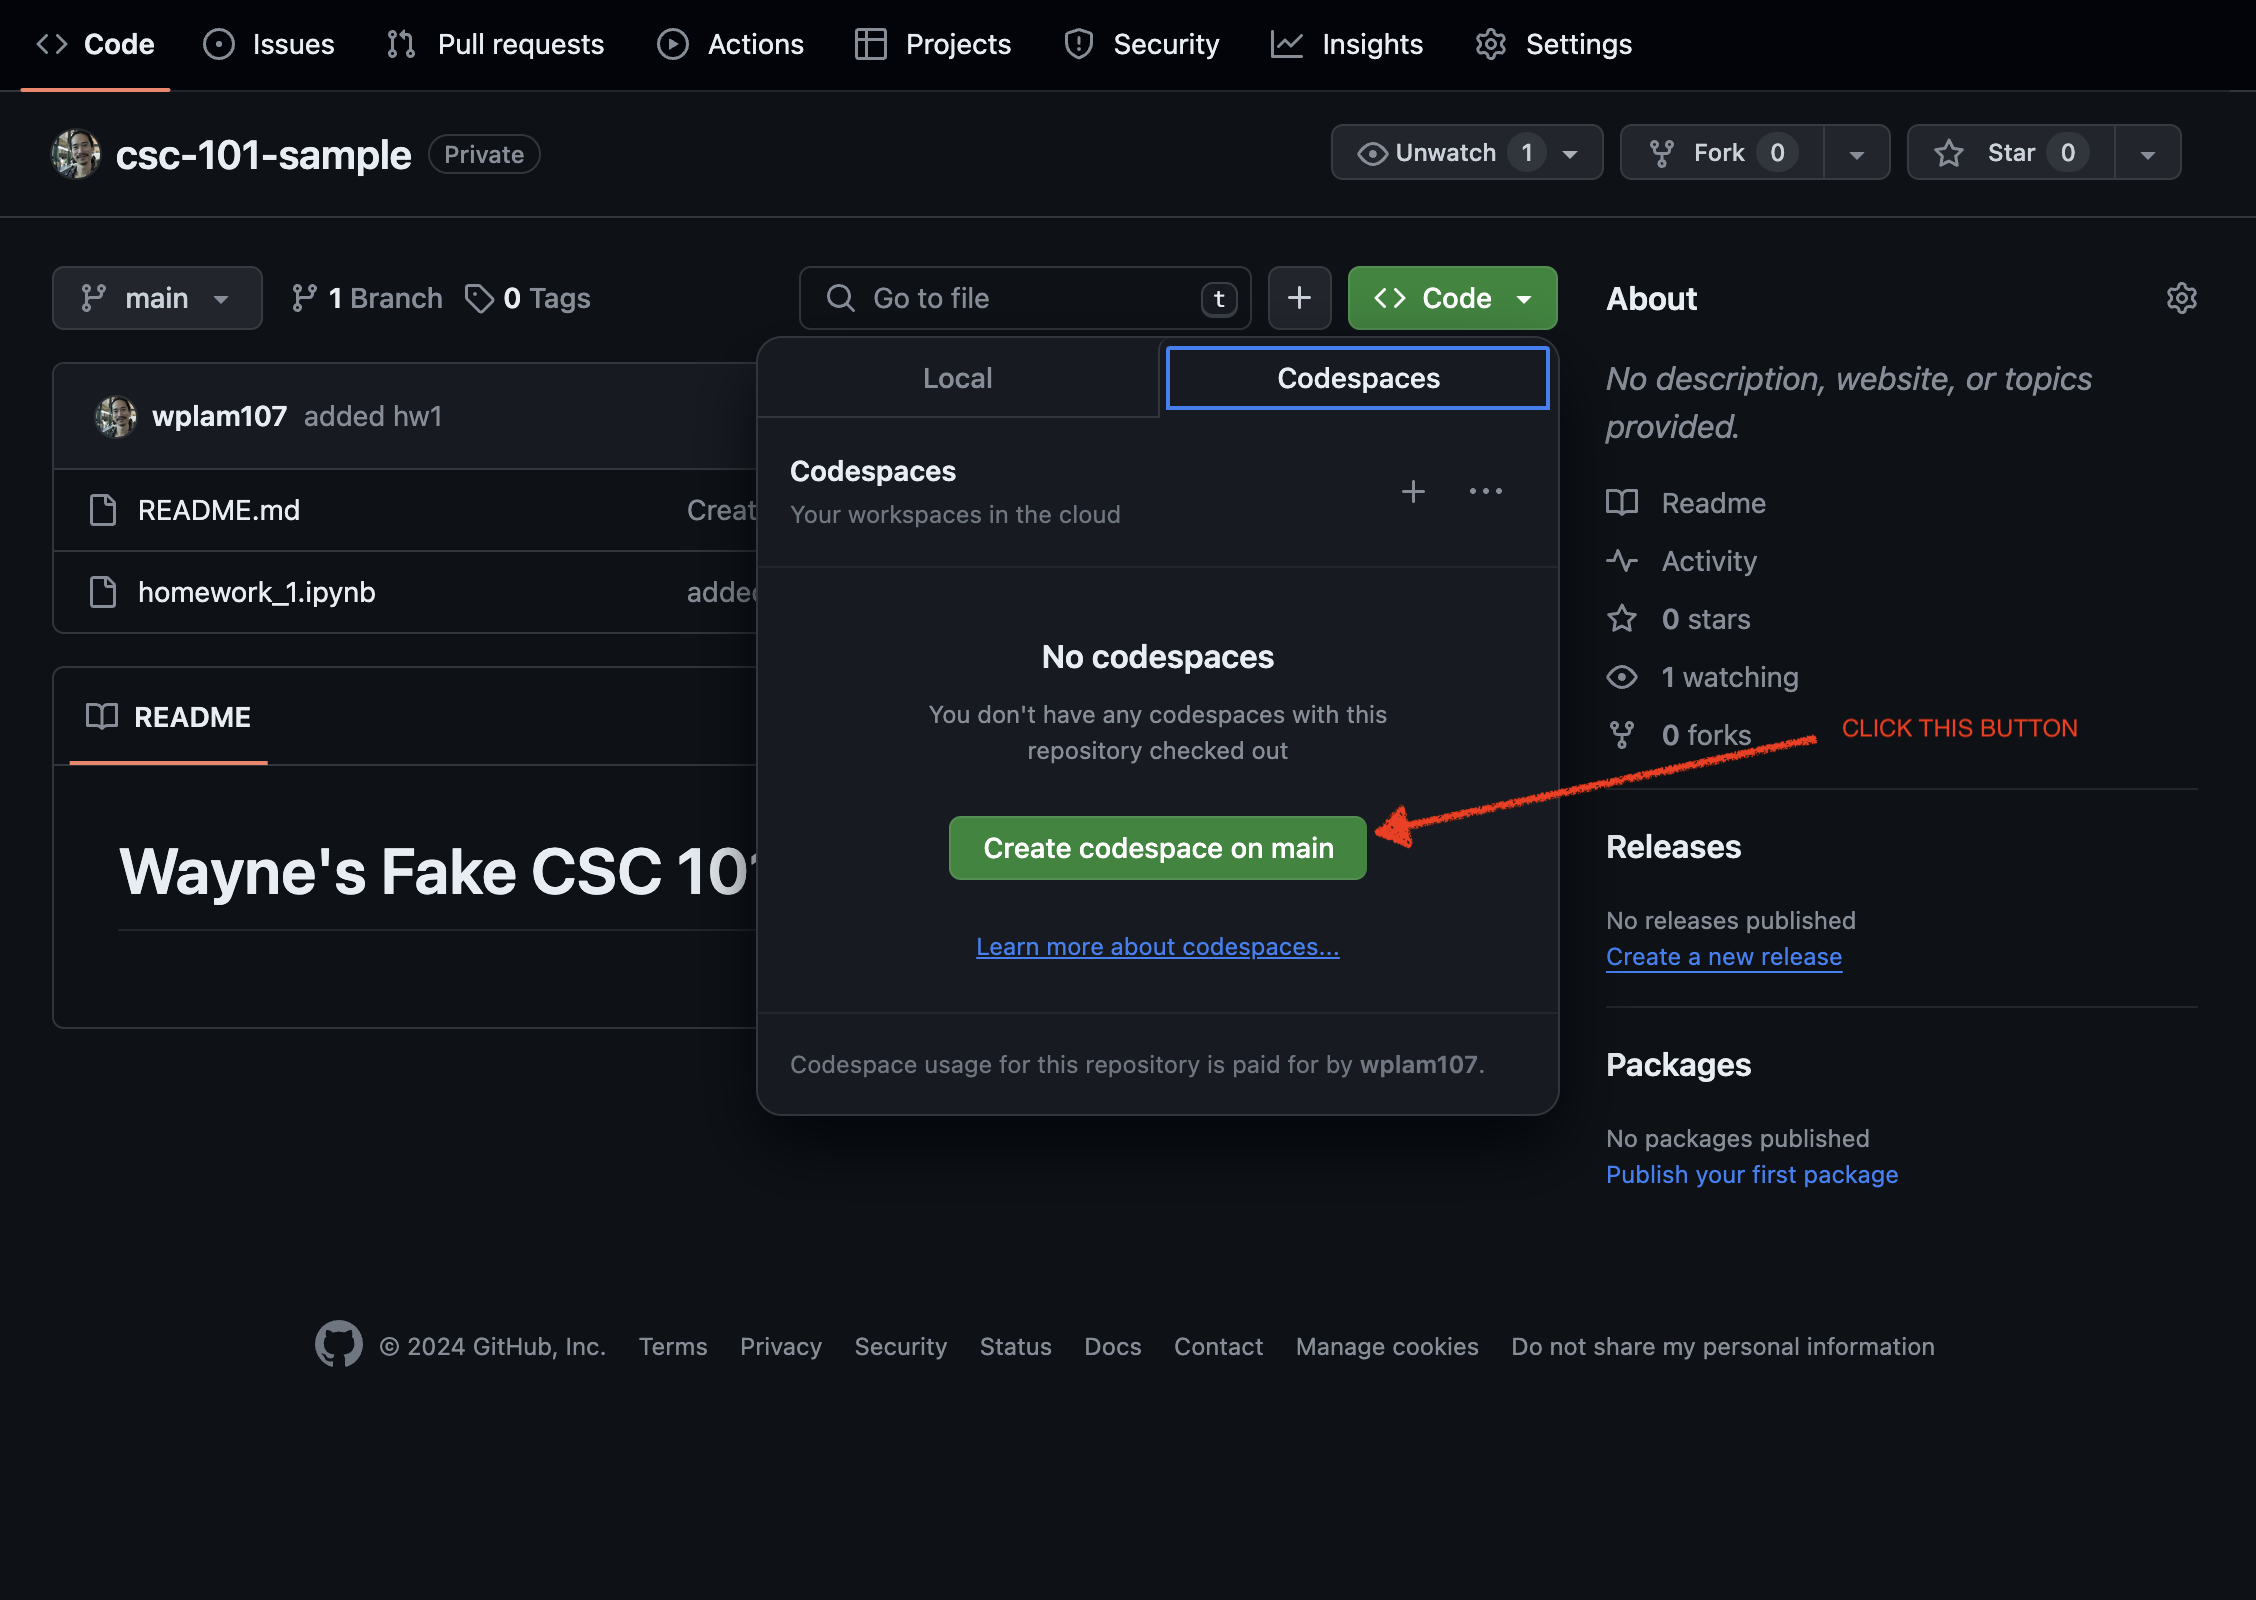 Code Issues Pull requests Actions Projects Security Insights Settings
csc-101-sample Private Unwatch 1 Fork 0 Star 0
main 1 Branch 0 Tags Go to file t Code
Local Codespaces
wplam107 added hw1
Codespaces
Your workspaces in the cloud
README.md Creat
homework_1.ipynb added
No codespaces
You don't have any codespaces with this
repository checked out
Create codespace on main
Learn more about codespaces...
Codespace usage for this repository is paid for by wplam107.
README
Wayne's Fake CSC 101
About
No description, website, or topics
provided.
Readme
Activity
0 stars
1 watching
0 forks
CLICK THIS BUTTON
Releases
No releases published
Create a new release
Packages
No packages published
Publish your first package
© 2024 GitHub, Inc. Terms Privacy Security Status Docs Contact Manage cookies Do not share my personal information